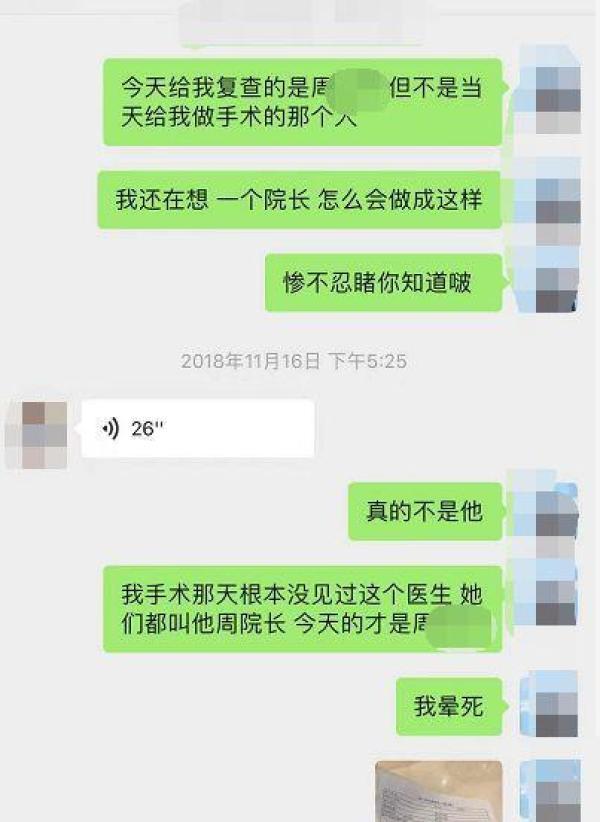 今天给我复查的是周 但不是当
天给我做手术的那个人
我还在想 一个院长 怎么会做成这样
惨不忍睹你知道啵
2018年11月16日 下午5:25
26"
真的不是他
我手术那天根本没见过这个医生 她
们都叫他周院长 今天的才是周
我晕死